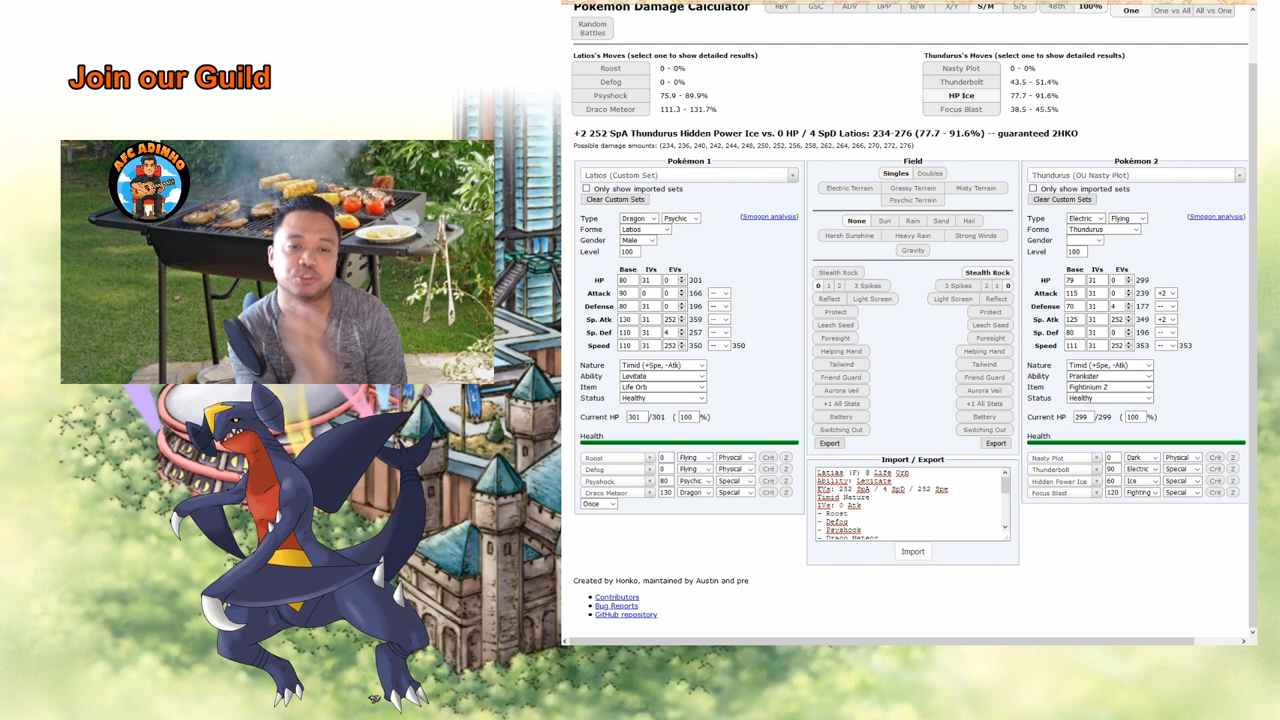 Join our Guild
AFC ADINHO
Pokemon Damage Calculator
RBY GSC ADV DPP B/W X/Y S/M S/S 48th 100% One One vs All All vs One
Random Battles
Latios's Moves (select one to show detailed results)
Roost 0 - 0%
Defog 0 - 0%
Psyshock 75.9 - 89.9%
Draco Meteor 111.3 - 131.7%
Thundurus's Moves (select one to show detailed results)
Nasty Plot 0 - 0%
Thunderbolt 43.5 - 51.4%
HP Ice 77.7 - 91.6%
Focus Blast 38.5 - 45.5%
+2 252 SpA Thundurus Hidden Power Ice vs. 0 HP / 4 SpD Latios: 234-276 (77.7 - 91.6%) -- guaranteed 2HKO
Possible damage amounts: (234, 236, 240, 242, 244, 248, 250, 252, 256, 258, 262, 264, 266, 270, 272, 276)
Pokémon 1
Latios (Custom Set)
Only show imported sets
Clear Custom Sets
Type Dragon Psychic (Smogon analysis)
Forme Latios
Gender Male
Level 100
Base IVs EVs
HP 80 31 0 301
Attack 90 0 0 166 --
Defense 80 31 0 196 --
Sp. Atk 130 31 252 359 --
Sp. Def 110 31 4 257 --
Speed 110 31 252 350 -- 350
Nature Timid (+Spe, -Atk)
Ability Levitate
Item Life Orb
Status Healthy
Current HP 301 /301 ( 100 %)
Health
Roost 0 Flying Physical Crit Z
Defog 0 Flying Physical Crit Z
Psyshock 80 Psychic Special Crit Z
Draco Meteor 130 Dragon Special Crit Z
Once
Field
Singles Doubles
Electric Terrain Grassy Terrain Misty Terrain
Psychic Terrain
None Sun Rain Sand Hail
Harsh Sunshine Heavy Rain Strong Winds
Gravity
Stealth Rock Stealth Rock
0 1 2 3 Spikes 3 Spikes 2 1 0
Reflect Light Screen Light Screen Reflect
Protect Protect
Leech Seed Leech Seed
Foresight Foresight
Helping Hand Helping Hand
Tailwind Tailwind
Friend Guard Friend Guard
Aurora Veil Aurora Veil
+1 All Stats +1 All Stats
Battery Battery
Switching Out Switching Out
Export Export
Import / Export
Latias (F) @ Life Orb
Ability: Levitate
EVs: 252 SpA / 4 SpD / 252 Spe
Timid Nature
IVs: 0 Atk
- Roost
- Defog
- Psyshock
- Draco Meteor
Import
Pokémon 2
Thundurus (OU Nasty Plot)
Only show imported sets
Clear Custom Sets
Type Electric Flying (Smogon analysis)
Forme Thundurus
Gender
Level 100
Base IVs EVs
HP 79 31 0 299
Attack 115 31 0 239 +2
Defense 70 31 4 177 --
Sp. Atk 125 31 252 349 +2
Sp. Def 80 31 0 196 --
Speed 111 31 252 353 -- 353
Nature Timid (+Spe, -Atk)
Ability Prankster
Item Fightinium Z
Status Healthy
Current HP 299 /299 ( 100 %)
Health
Nasty Plot 0 Dark Physical Crit Z
Thunderbolt 90 Electric Special Crit Z
Hidden Power Ice 60 Ice Special Crit Z
Focus Blast 120 Fighting Special Crit Z
Created by Honko, maintained by Austin and pre
Contributors
Bug Reports
GitHub repository